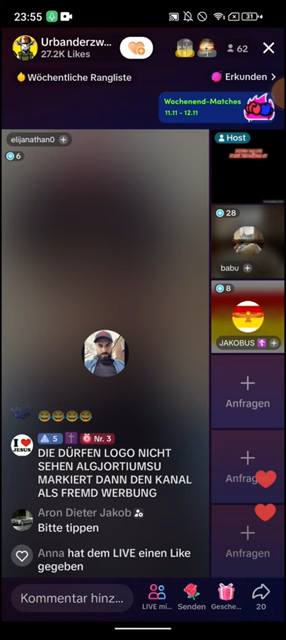 23:55
31
Urbanderzw...
27.2K Likes
62
Wöchentliche Rangliste
Erkunden >
Wochenend-Matches
11.11 - 12.11
elijanathan0 +
6
Host
28
babu +
8
JAKOBUS ✝️ +
Anfragen
Anfragen
Anfragen
😂😂😂😂
I ❤ JESUS
5
Nr. 3
DIE DÜRFEN LOGO NICHT
SEHEN ALGJORTIUMSU
MARKIERT DANN DEN KANAL
ALS FREMD WERBUNG
Aron Dieter Jakob
Bitte tippen
Anna hat dem LIVE einen Like
gegeben
Kommentar hinz...
LIVE mi...
Senden
Gesche...
20